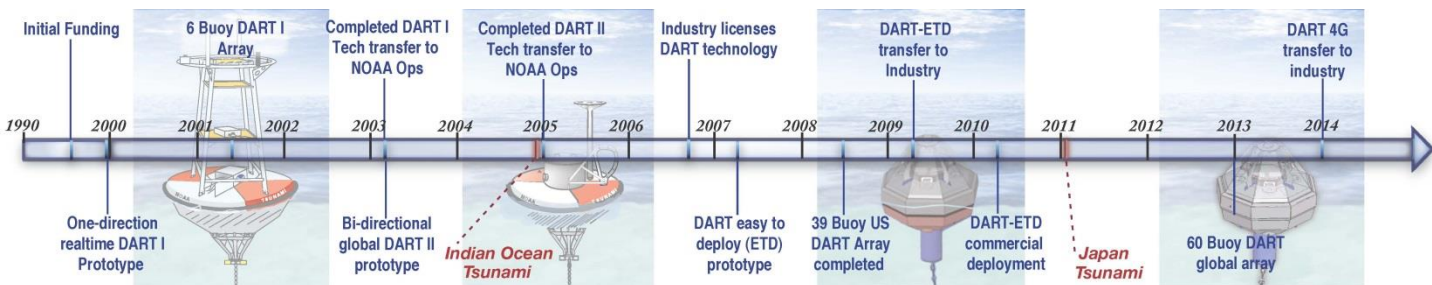 Initial Funding
6 Buoy DART I
Array
Completed DART I
Tech transfer to
NOAA Ops
Completed DART II
Tech transfer to
NOAA Ops
Industry licenses
DART technology
DART-ETD
transfer to
Industry
DART 4G
transfer to
industry
1990
2000
2001
2002
2003
2004
2005
2006
2007
2008
2009
2010
2011
2012
2013
2014
One-direction
realtime DART I
Prototype
Bi-directional
global DART II
prototype
Indian Ocean
Tsunami
DART easy to
deploy (ETD)
prototype
39 Buoy US
DART Array
completed
DART-ETD
commercial
deployment
Japan
Tsunami
60 Buoy DART
global array